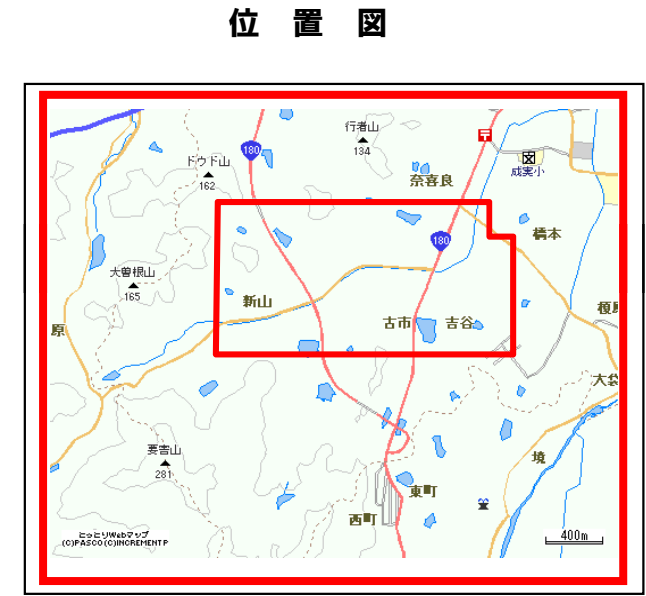 位 置 図
行者山
134
180
ドウド山
162
成実小
奈喜良
180
橋本
大曽根山
165
新山
榎原
原
古市
吉谷
大袋
要害山
281
境
東町
西町
400m
とっとりWebマップ
(C)PASCO(C)INCREMENTP